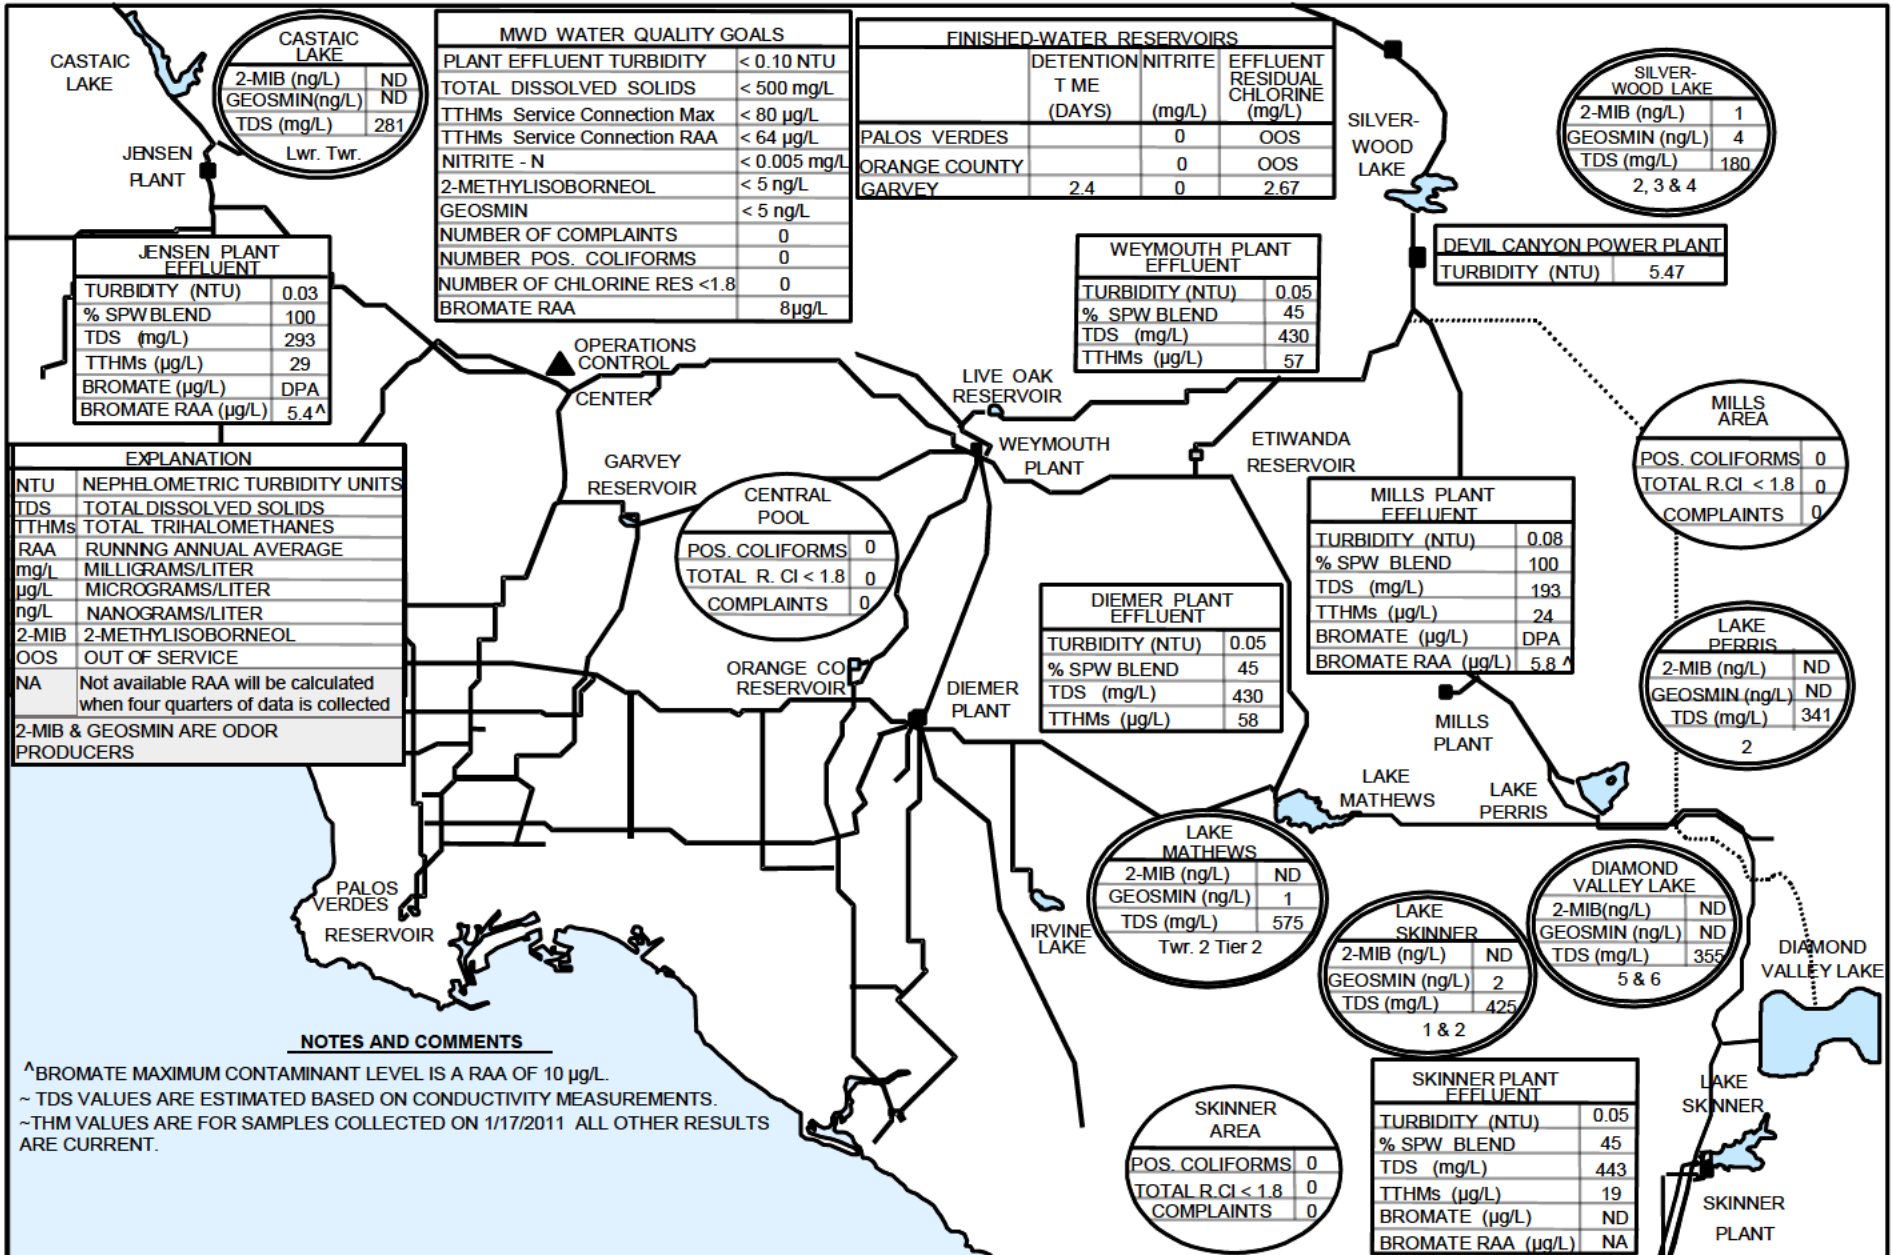 CASTAIC
LAKE
CASTAIC
LAKE
2-MIB (ng/L) ND
GEOSMIN(ng/L) ND
TDS (mg/L) 281
Lwr. Twr.
JENSEN
PLANT
MWD WATER QUALITY GOALS
PLANT EFFLUENT TURBIDITY < 0.10 NTU
TOTAL DISSOLVED SOLIDS < 500 mg/L
TTHMs Service Connection Max < 80 µg/L
TTHMs Service Connection RAA < 64 µg/L
NITRITE - N < 0.005 mg/L
2-METHYLISOBORNEOL < 5 ng/L
GEOSMIN < 5 ng/L
NUMBER OF COMPLAINTS 0
NUMBER POS. COLIFORMS 0
NUMBER OF CHLORINE RES <1.8 0
BROMATE RAA 8µg/L
FINISHED-WATER RESERVOIRS
DETENTION NITRITE EFFLUENT
T ME RESIDUAL
CHLORINE
(DAYS) (mg/L) (mg/L)
PALOS VERDES 0 OOS
ORANGE COUNTY 0 OOS
GARVEY 2.4 0 2.67
SILVER-
WOOD
LAKE
SILVER-
WOOD LAKE
2-MIB (ng/L) 1
GEOSMIN (ng/L) 4
TDS (mg/L) 180
2, 3 & 4
DEVIL CANYON POWER PLANT
TURBIDITY (NTU) 5.47
JENSEN PLANT
EFFLUENT
TURBIDITY (NTU) 0.03
% SPW BLEND 100
TDS (mg/L) 293
TTHMs (µg/L) 29
BROMATE (µg/L) DPA
BROMATE RAA (µg/L) 5.4^
WEYMOUTH PLANT
EFFLUENT
TURBIDITY (NTU) 0.05
% SPW BLEND 45
TDS (mg/L) 430
TTHMs (µg/L) 57
OPERATIONS
CONTROL
CENTER
LIVE OAK
RESERVOIR
WEYMOUTH
PLANT
ETIWANDA
RESERVOIR
GARVEY
RESERVOIR
MILLS
AREA
POS. COLIFORMS 0
TOTAL R.Cl < 1.8 0
COMPLAINTS 0
EXPLANATION
NTU NEPHELOMETRIC TURBIDITY UNITS
TDS TOTAL DISSOLVED SOLIDS
TTHMs TOTAL TRIHALOMETHANES
RAA RUNNING ANNUAL AVERAGE
mg/L MILLIGRAMS/LITER
µg/L MICROGRAMS/LITER
ng/L NANOGRAMS/LITER
2-MIB 2-METHYLISOBORNEOL
OOS OUT OF SERVICE
NA Not available RAA will be calculated
when four quarters of data is collected
2-MIB & GEOSMIN ARE ODOR
PRODUCERS
CENTRAL
POOL
POS. COLIFORMS 0
TOTAL R. Cl < 1.8 0
COMPLAINTS 0
MILLS PLANT
EFFLUENT
TURBIDITY (NTU) 0.08
% SPW BLEND 100
TDS (mg/L) 193
TTHMs (µg/L) 24
BROMATE (µg/L) DPA
BROMATE RAA (µg/L) 5.8 ^
DIEMER PLANT
EFFLUENT
TURBIDITY (NTU) 0.05
% SPW BLEND 45
TDS (mg/L) 430
TTHMs (µg/L) 58
LAKE
PERRIS
2-MIB (ng/L) ND
GEOSMIN (ng/L) ND
TDS (mg/L) 341
2
ORANGE CO
RESERVOIR
DIEMER
PLANT
MILLS
PLANT
LAKE
MATHEWS
LAKE
PERRIS
LAKE
MATHEWS
2-MIB (ng/L) ND
GEOSMIN (ng/L) 1
TDS (mg/L) 575
Twr. 2 Tier 2
DIAMOND
VALLEY LAKE
2-MIB(ng/L) ND
GEOSMIN (ng/L) ND
TDS (mg/L) 355
5 & 6
LAKE
SKINNER
2-MIB (ng/L) ND
GEOSMIN (ng/L) 2
TDS (mg/L) 425
1 & 2
PALOS
VERDES
RESERVOIR
IRVINE
LAKE
DIAMOND
VALLEY LAKE
NOTES AND COMMENTS
^BROMATE MAXIMUM CONTAMINANT LEVEL IS A RAA OF 10 µg/L.
~ TDS VALUES ARE ESTIMATED BASED ON CONDUCTIVITY MEASUREMENTS.
~THM VALUES ARE FOR SAMPLES COLLECTED ON 1/17/2011 ALL OTHER RESULTS
ARE CURRENT.
SKINNER
AREA
POS. COLIFORMS 0
TOTAL R.Cl < 1.8 0
COMPLAINTS 0
SKINNER PLANT
EFFLUENT
TURBIDITY (NTU) 0.05
% SPW BLEND 45
TDS (mg/L) 443
TTHMs (µg/L) 19
BROMATE (µg/L) ND
BROMATE RAA (µg/L) NA
LAKE
SKINNER
SKINNER
PLANT